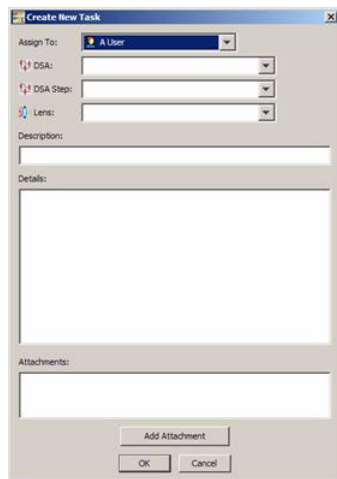 Create New Task
Assign To: A User
DSA:
DSA Step:
Lens:
Description:
Details:
Attachments:
Add Attachment
OK Cancel